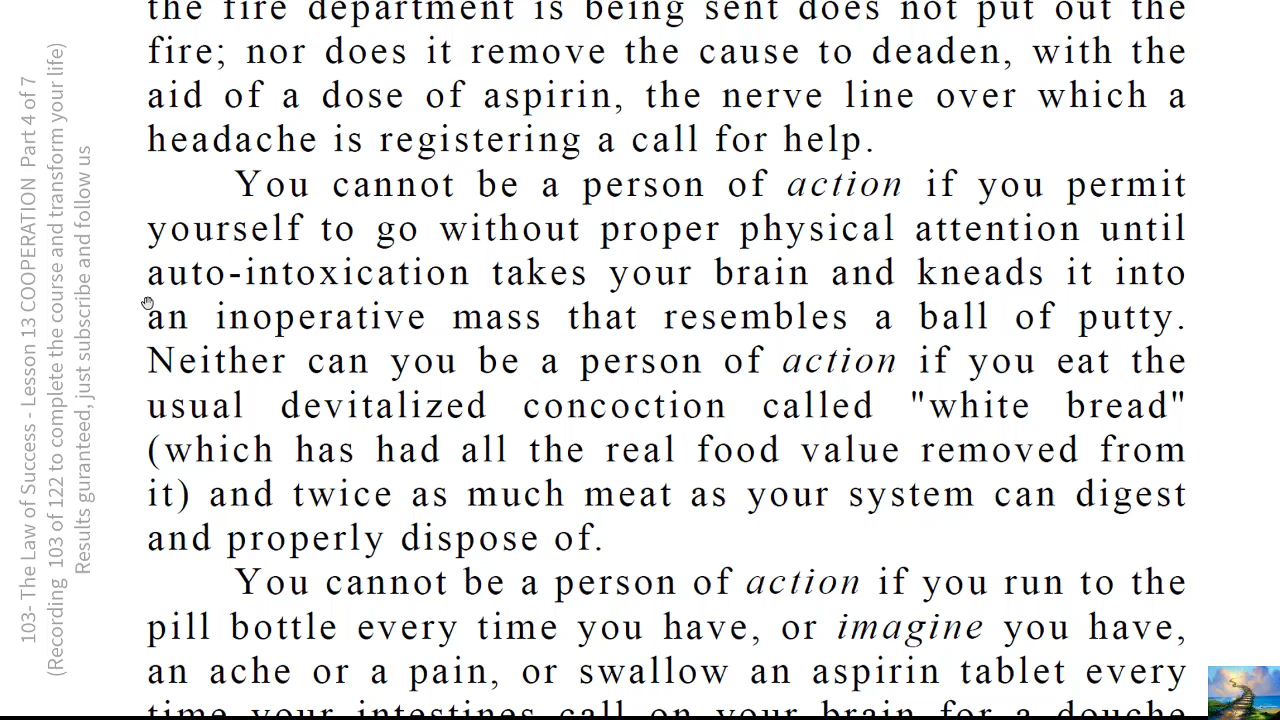 the fire department is being sent does not put out the
fire; nor does it remove the cause to deaden, with the
aid of a dose of aspirin, the nerve line over which a
headache is registering a call for help.
You cannot be a person of action if you permit
yourself to go without proper physical attention until
auto-intoxication takes your brain and kneads it into
an inoperative mass that resembles a ball of putty.
Neither can you be a person of action if you eat the
usual devitalized concoction called "white bread"
(which has had all the real food value removed from
it) and twice as much meat as your system can digest
and properly dispose of.
You cannot be a person of action if you run to the
pill bottle every time you have, or imagine you have,
an ache or a pain, or swallow an aspirin tablet every
time your intestines call on your brain for a douche
103- The Law of Success - Lesson 13 COOPERATION Part 4 of 7
(Recording 103 of 122 to complete the course and transform your life)
Results guranteed, just subscribe and follow us